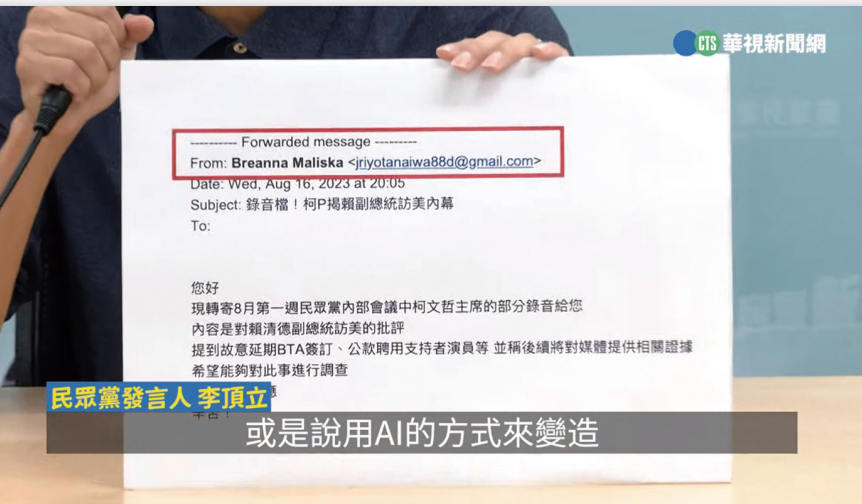 CTS 華視新聞網
---------- Forwarded message ---------
From: Breanna Maliska <jriyotanaiwa88d@gmail.com>
Date: Wed, Aug 16, 2023 at 20:05
Subject: 錄音檔！柯P揭賴副總統訪美內幕
To:
您好
現轉寄8月第一週民眾黨內部會議中柯文哲主席的部分錄音給您
內容是對賴清德副總統訪美的批評
提到故意延期BTA簽訂、公款聘用支持者演員等 並稱後續將對媒體提供相關證據
希望能夠對此事進行調查
民眾黨發言人 李頂立
或是說用AI的方式來變造